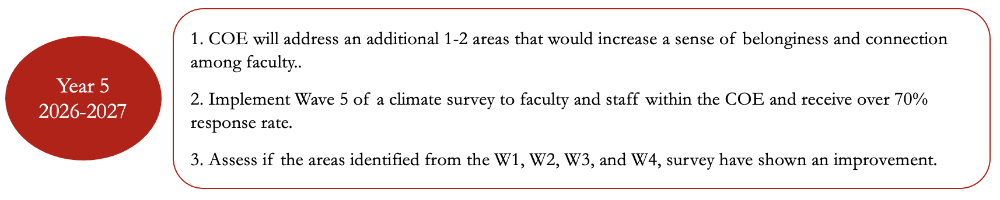 Year 5
2026-2027
1. COE will address an additional 1-2 areas that would increase a sense of belonginess and connection
among faculty..
2. Implement Wave 5 of a climate survey to faculty and staff within the COE and receive over 70%
response rate.
3. Assess if the areas identified from the W1, W2, W3, and W4, survey have shown an improvement.